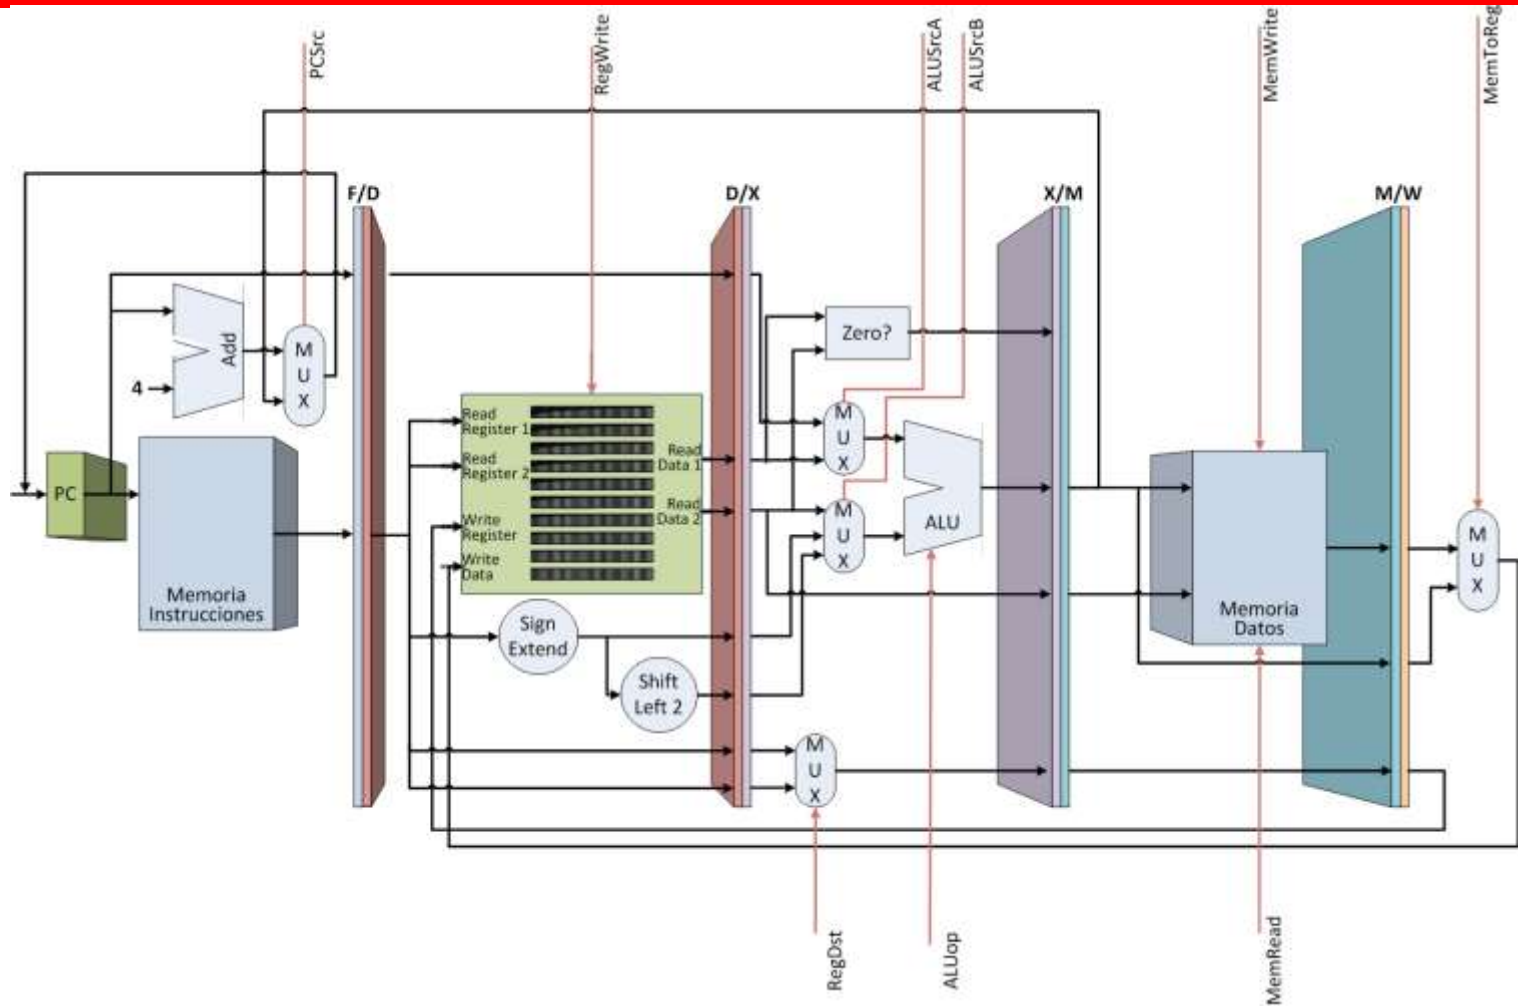 PCSrc
RegWrite
ALUSrcA
ALUSrcB
MemWrite
MemToReg
F/D
D/X
X/M
M/W
Add
4
M
U
X
PC
Memoria
Instrucciones
Read
Register 1
Read
Register 2
Write
Register
Write
Data
Read
Data 1
Read
Data 2
Sign
Extend
Shift
Left 2
Zero?
M
U
X
M
U
X
ALU
M
U
X
Memoria
Datos
M
U
X
RegDst
ALUop
MemRead